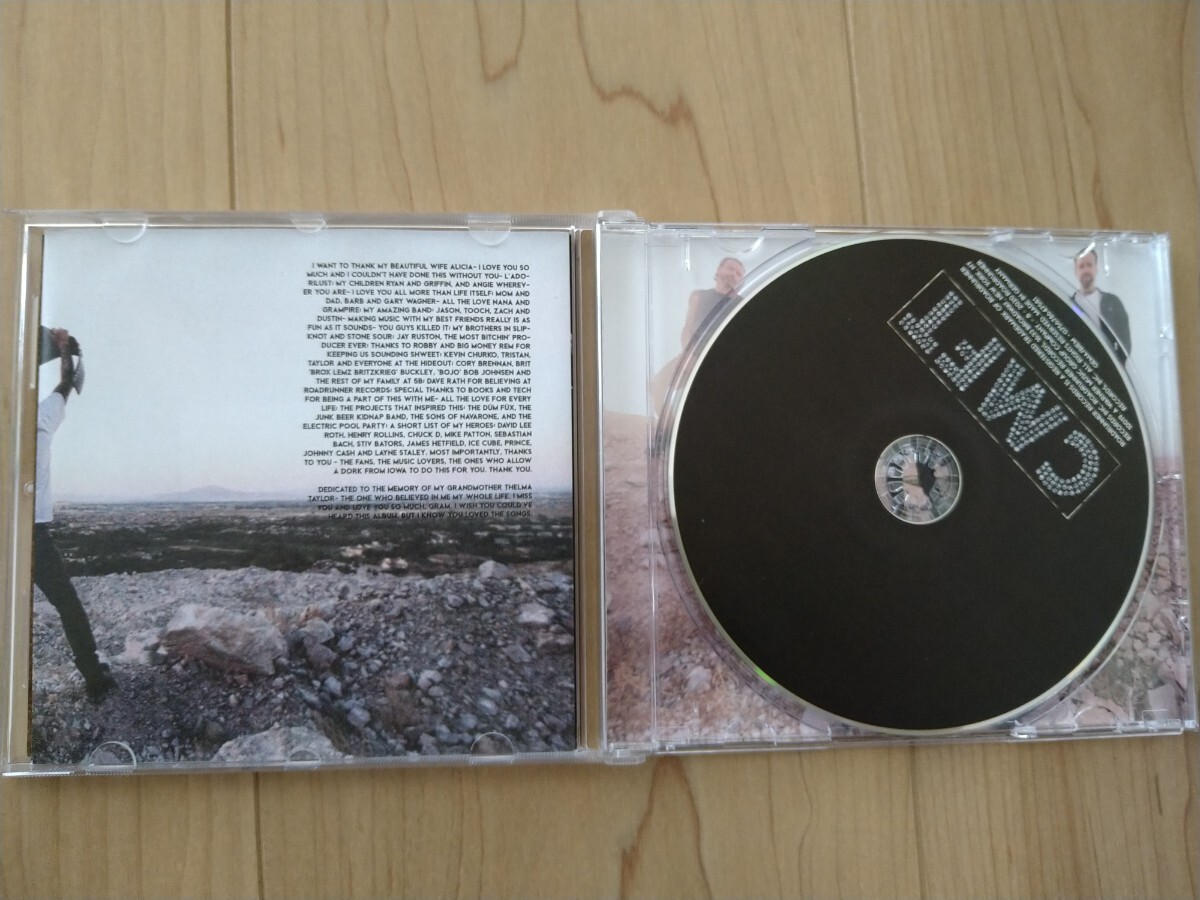 I WANT TO THANK MY BEAUTIFUL WIFE ALICIA- I LOVE YOU SO
MUCH AND I COULDN'T HAVE DONE THIS WITHOUT YOU- L'ADO-
RILUST: MY CHILDREN RYAN AND GRIFFIN, AND ANGIE WHEREV-
ER YOU ARE- I LOVE YOU ALL MORE THAN LIFE ITSELF: MOM AND
DAD, BARB AND GARY WAGNER- ALL THE LOVE NANA AND
GRAMPIRE: MY AMAZING BAND: JASON, TOOCH, ZACH AND
DUSTIN- MAKING MUSIC WITH MY BEST FRIENDS REALLY IS AS
FUN AS IT SOUNDS- YOU GUYS KILLED IT: MY BROTHERS IN SLIP-
KNOT AND STONE SOUR: JAY RUSTON, THE MOST BITCHIN' PRO-
DUCER EVER: THANKS TO ROBBY AND BIG MONEY REM FOR
KEEPING US SOUNDING SHWEET: KEVIN CHURKO, TRISTAN,
TAYLOR AND EVERYONE AT THE HIDEOUT: CORY BRENNAN, BRIT
'BROX LEMZ BRITZKRIEG' BUCKLEY, 'BOJO' BOB JOHNSEN AND
THE REST OF MY FAMILY AT 5B: DAVE RATH FOR BELIEVING AT
ROADRUNNER RECORDS: SPECIAL THANKS TO BOOKS AND TECH
FOR BEING A PART OF THIS WITH ME- ALL THE LOVE FOR EVERY
LIFE: THE PROJECTS THAT INSPIRED THIS: THE DÜM FÜX, THE
JUNK BEER KIDNAP BAND, THE SONS OF NAVARONE, AND THE
ELECTRIC POOL PARTY: A SHORT LIST OF MY HEROES: DAVID LEE
ROTH, HENRY ROLLINS, CHUCK D, MIKE PATTON, SEBASTIAN
BACH, STIV BATORS, JAMES HETFIELD, ICE CUBE, PRINCE,
JOHNNY CASH AND LAYNE STALEY. MOST IMPORTANTLY, THANKS
TO YOU - THE FANS, THE MUSIC LOVERS, THE ONES WHO ALLOW
A DORK FROM IOWA TO DO THIS FOR YOU. THANK YOU.
DEDICATED TO THE MEMORY OF MY GRANDMOTHER THELMA
TAYLOR- THE ONE WHO BELIEVED IN ME MY WHOLE LIFE. I MISS
YOU AND LOVE YOU SO MUCH, GRAM. I WISH YOU COULD'VE
HEARD THIS ALBUM, BUT I KNOW YOU LOVED THE SONGS.
CMFT